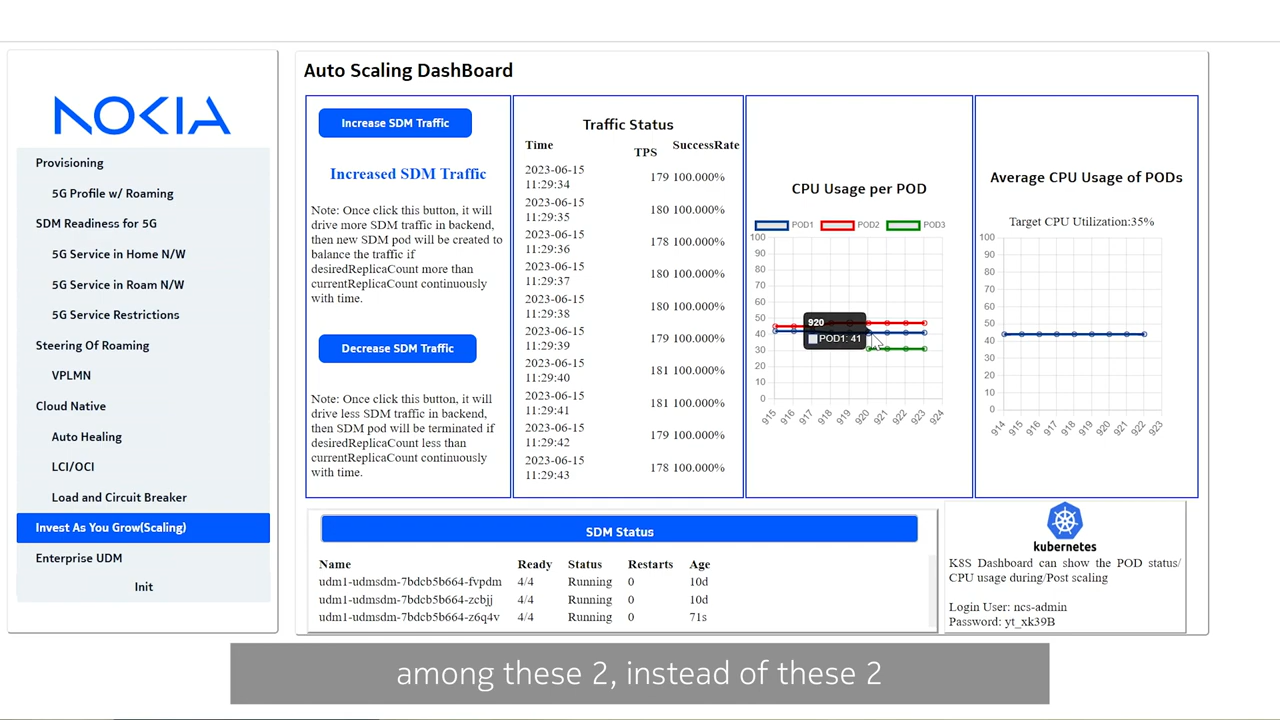 NOKIA
Provisioning
5G Profile w/ Roaming
SDM Readiness for 5G
5G Service in Home N/W
5G Service in Roam N/W
5G Service Restrictions
Steering Of Roaming
VPLMN
Cloud Native
Auto Healing
LCI/OCI
Load and Circuit Breaker
Invest As You Grow(Scaling)
Enterprise UDM
Init
Auto Scaling DashBoard
Increase SDM Traffic
Increased SDM Traffic
Note: Once click this button, it will
drive more SDM traffic in backend,
then new SDM pod will be created to
balance the traffic if
desiredReplicaCount more than
currentReplicaCount continuously
with time.
Decrease SDM Traffic
Note: Once click this button, it will
drive less SDM traffic in backend,
then SDM pod will be terminated if
desiredReplicaCount less than
currentReplicaCount continuously
with time.
Traffic Status
Time TPS SuccessRate
2023-06-15
11:29:34 179 100.000%
2023-06-15
11:29:35 180 100.000%
2023-06-15
11:29:36 178 100.000%
2023-06-15
11:29:37 180 100.000%
2023-06-15
11:29:38 180 100.000%
2023-06-15
11:29:39 179 100.000%
2023-06-15
11:29:40 181 100.000%
2023-06-15
11:29:41 181 100.000%
2023-06-15
11:29:42 179 100.000%
2023-06-15
11:29:43 178 100.000%
CPU Usage per POD
POD1 POD2 POD3
100
90
80
70
60
50
40
30
20
10
0
920
POD1: 41
915 916 917 918 919 920 921 922 923 924
Average CPU Usage of PODs
Target CPU Utilization:35%
100
90
80
70
60
50
40
30
20
10
0
914 915 916 917 918 919 920 921 922 923
SDM Status
Name Ready Status Restarts Age
udm1-udmsdm-7bdcb5b664-fvpdm 4/4 Running 0 10d
udm1-udmsdm-7bdcb5b664-zcbjj 4/4 Running 0 10d
udm1-udmsdm-7bdcb5b664-z6q4v 4/4 Running 0 71s
kubernetes
K8S Dashboard can show the POD status/
CPU usage during/Post scaling
Login User: ncs-admin
Password: yt_xk39B
among these 2, instead of these 2